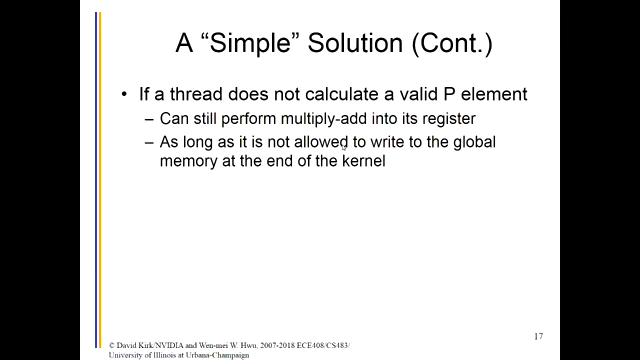 A “Simple” Solution (Cont.)
• If a thread does not calculate a valid P element
– Can still perform multiply-add into its register
– As long as it is not allowed to write to the global
memory at the end of the kernel
17
© David Kirk/NVIDIA and Wen-mei W. Hwu, 2007-2018 ECE408/CS483/
University of Illinois at Urbana-Champaign